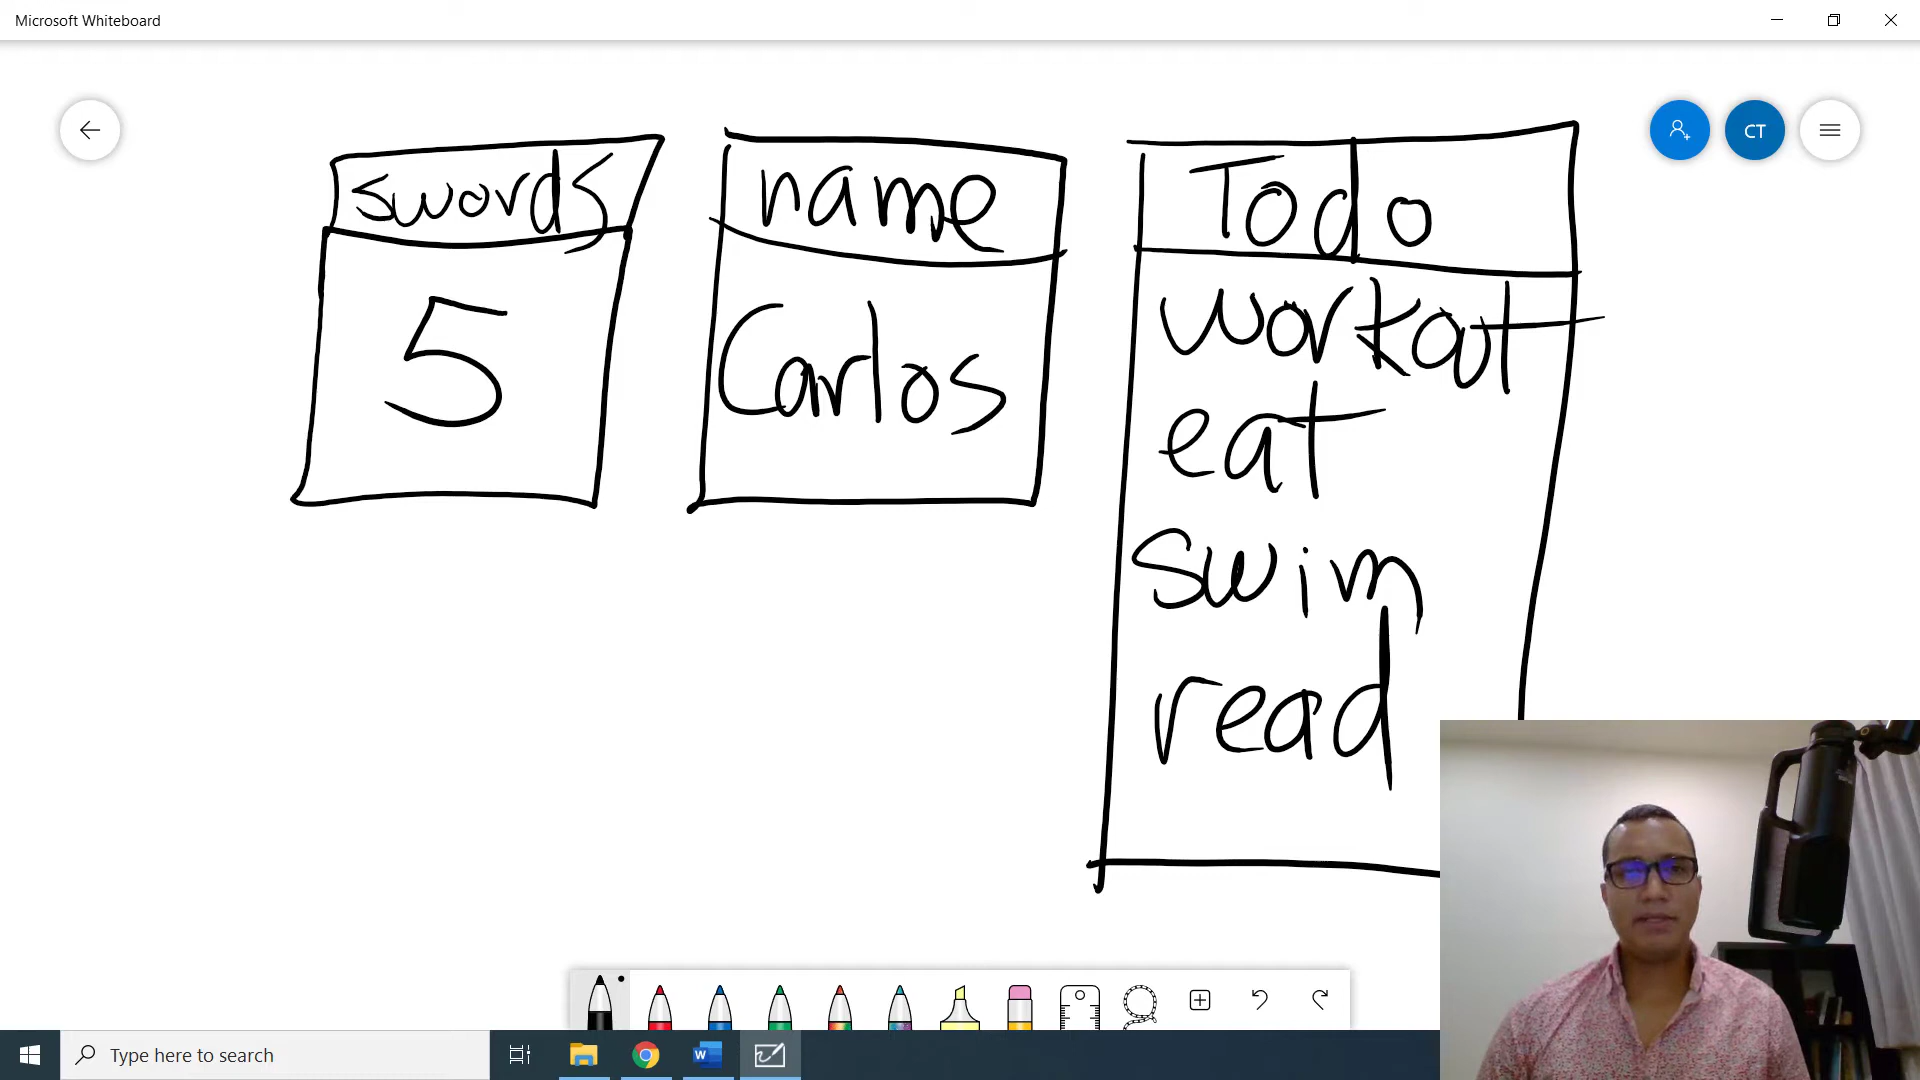 Microsoft Whiteboard
CT
swords
5
name
Carlos
Todo
workout
eat
swim
read
W
Type here to search